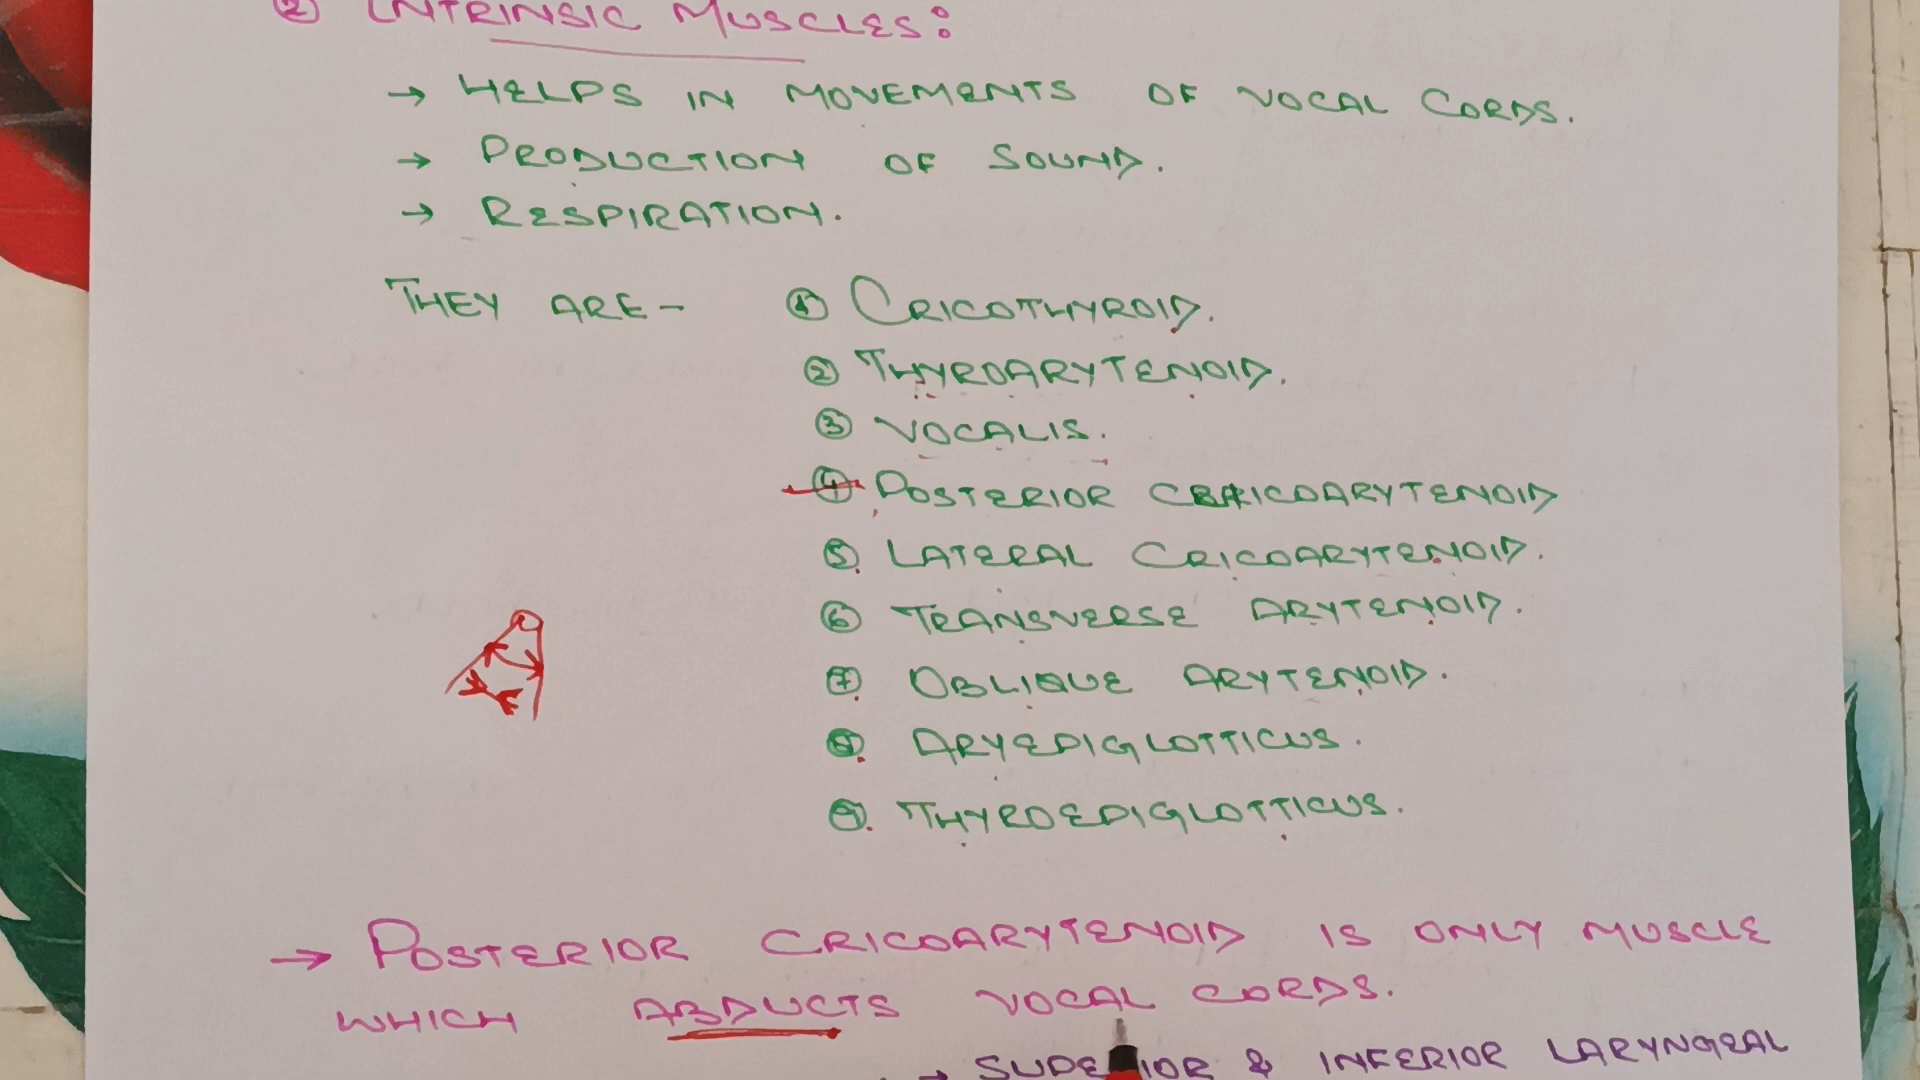 ② INTRINSIC MUSCLES:
→ HELPS IN MOVEMENTS OF VOCAL CORDS.
→ PRODUCTION OF SOUND.
→ RESPIRATION.
THEY ARE - ① CRICOTHYROID.
② THYROARYTENOID.
③ VOCALIS.
④ POSTERIOR CRICOARYTENOID
⑤ LATERAL CRICOARYTENOID.
⑥ TRANSVERSE ARYTENOID.
⑦ OBLIQUE ARYTENOID.
⑧ ARYEPIGLOTTICUS.
⑨ THYROEPIGLOTTICUS.
→ POSTERIOR CRICOARYTENOID IS ONLY MUSCLE
WHICH ABDUCTS VOCAL CORDS.
→ SUPERIOR & INFERIOR LARYNGEAL